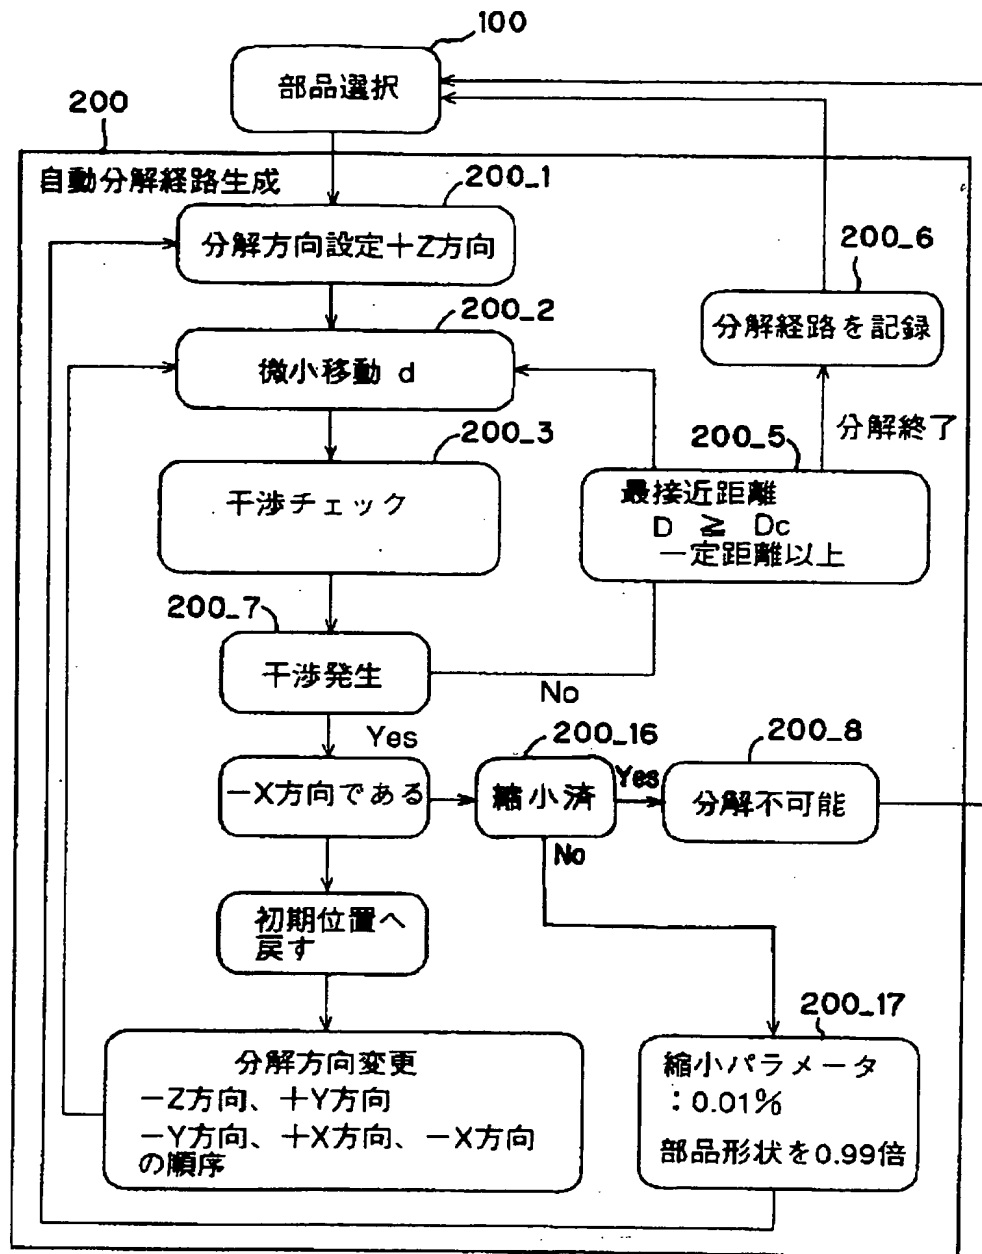 100
部品選択
200
自動分解経路生成
200_1
分解方向設定+Z方向
200_6
分解経路を記録
200_2
微小移動 d
分解終了
200_3
干渉チェック
200_5
最接近距離
D ≧ Dc
一定距離以上
200_7
干渉発生
No
Yes
200_16
200_8
−X方向である
縮小済
Yes
分解不可能
No
初期位置へ
戻す
200_17
分解方向変更
−Z方向、+Y方向
−Y方向、+X方向、−X方向
の順序
縮小パラメータ
:0.01%
部品形状を0.99倍